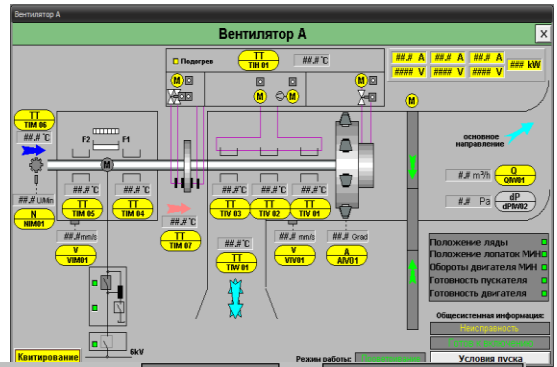 Вентилятор A
Вентилятор А
X
Подогрев
TT
TIH 01
##.# °C
##.# A ##.# A ##.# A
#### V #### V #### V
### kW
M
M
M
M
M
TT
TIM 06
##.# °C
F2
F1
M
основное
направление
##.# U/Min
N
NIM01
##.# °C
TT
TIM 05
##.# °C
TT
TIM 04
##.# °C
TT
TIM 07
##.# °C
TT
TIV 03
##.# °C
TT
TIV 02
##.# °C
TT
TIV 01
#.# m³/h
Q
QIW01
#.# Pa
dP
dPIW02
##.# mm/s
V
VIM01
##.# °C
TT
TIW 01
##.# mm/s
V
VIV01
##.# Grad
A
AIV01
Положение ляды
Положение лопаток МИН
Обороты двигателя МИН
Готовность пускателя
Готовность двигателя
Общесистемная информация:
Неисправность
6kV
Квитирование
Режим работы:
Условия пуска